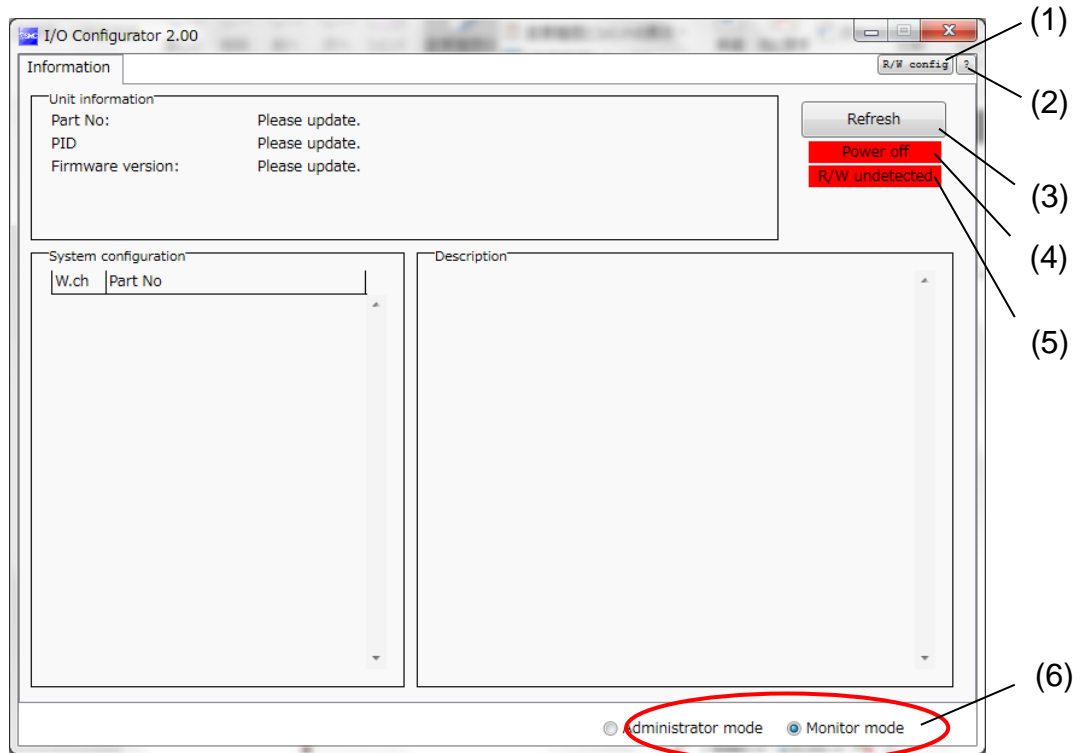 I/O Configurator 2.00
(1)
Information
R/W config
?
(2)
Unit information
Part No: Please update.
PID Please update.
Firmware version: Please update.
Refresh
(3)
Power off
(4)
R/W undetected
(5)
System configuration
W.ch Part No
Description
(6)
Administrator mode
Monitor mode